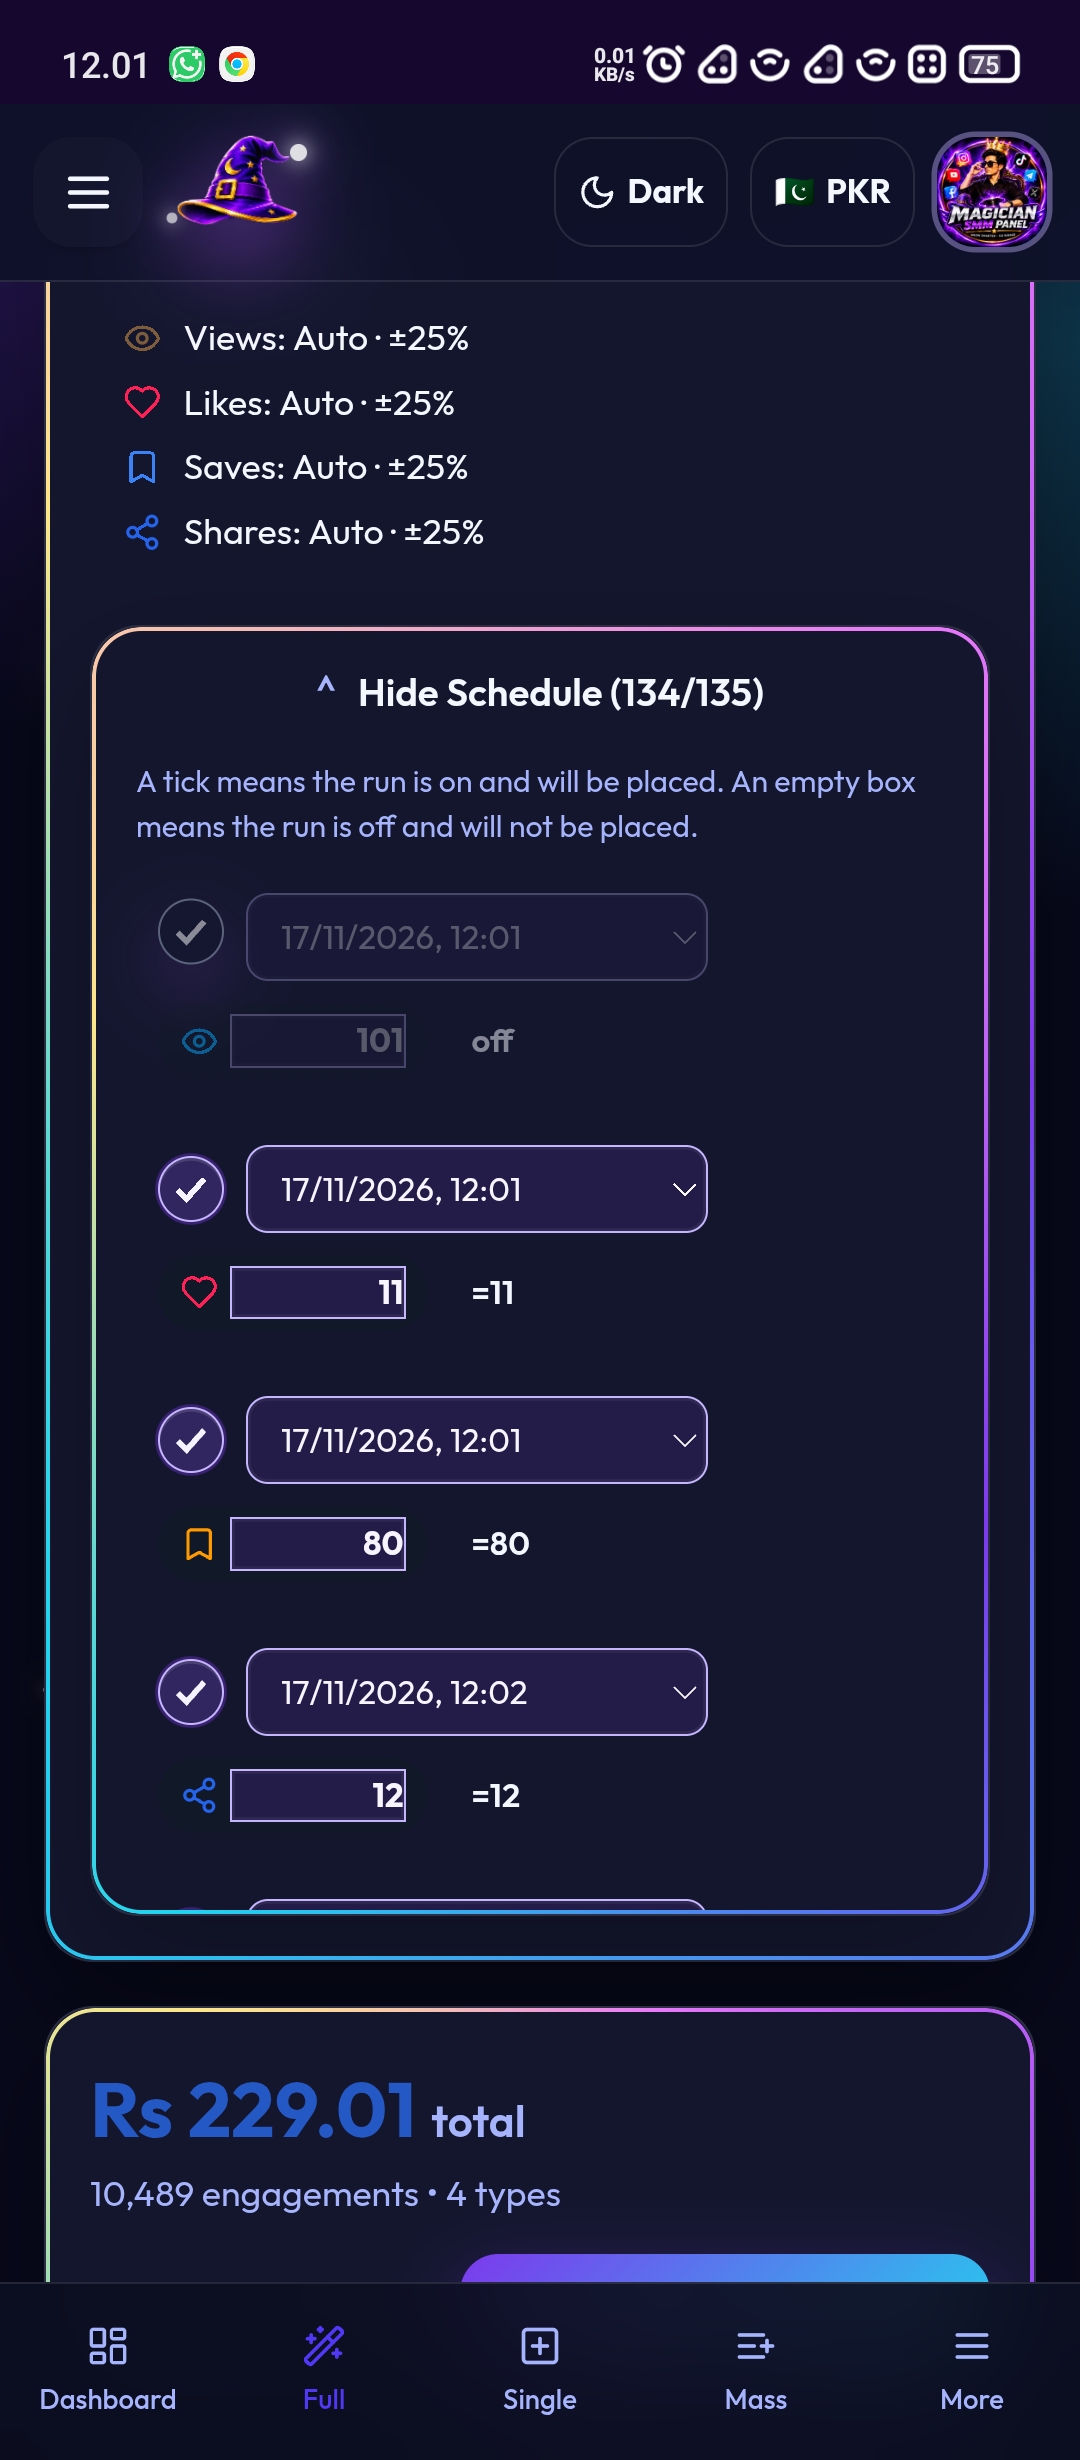 12.01
0.01
KB/s
75
Dark
PKR
MAGICIAN
SMM PANEL
Views: Auto · ±25%
Likes: Auto · ±25%
Saves: Auto · ±25%
Shares: Auto · ±25%
^ Hide Schedule (134/135)
A tick means the run is on and will be placed. An empty box
means the run is off and will not be placed.
17/11/2026, 12:01
101 off
17/11/2026, 12:01
11 =11
17/11/2026, 12:01
80 =80
17/11/2026, 12:02
12 =12
Rs 229.01 total
10,489 engagements • 4 types
Dashboard
Full
Single
Mass
More